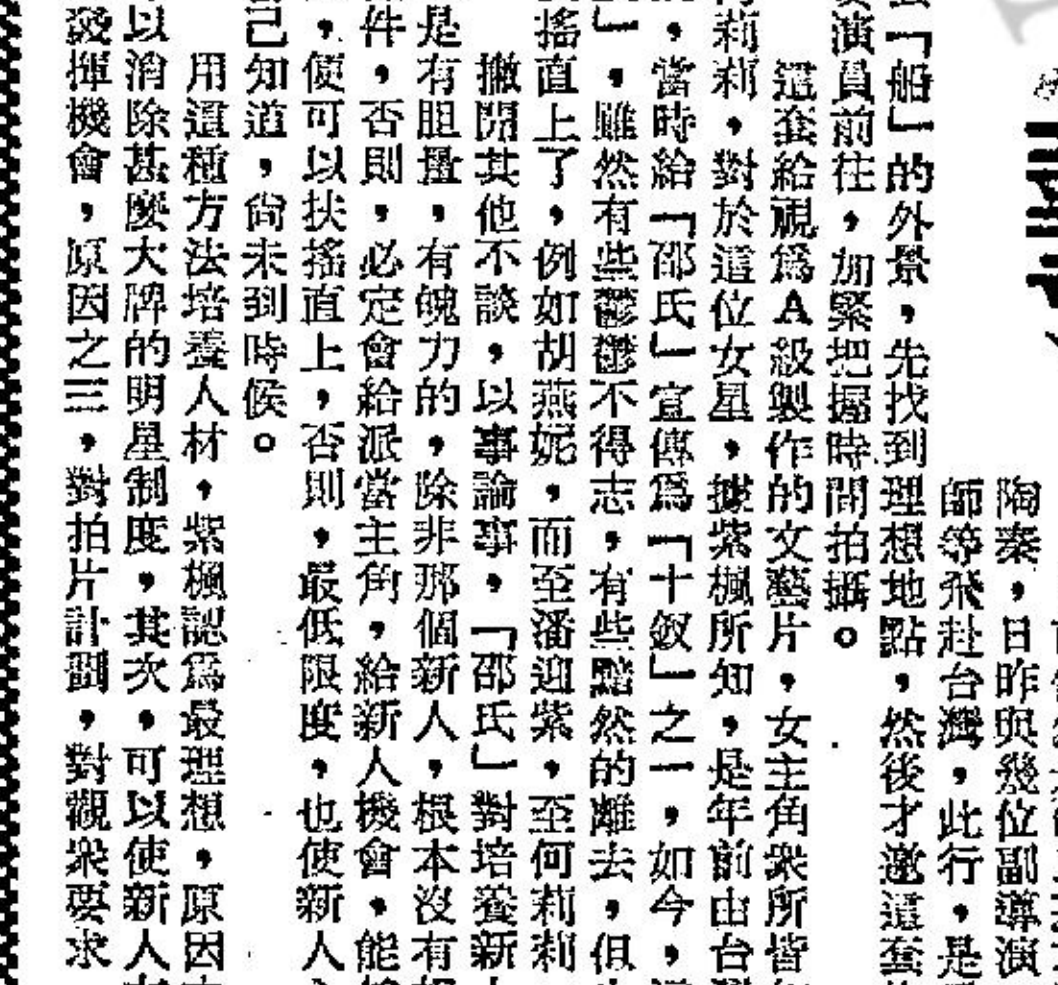 陶秦，日昨與幾位副導演
師等飛赴台灣，此行，是
「船」的外景，先找到理想地點，然後才邀這套
演員前往，加緊把握時間拍攝。
這套給視爲A級製作的文藝片，女主角衆所皆
莉莉，對於這位女星，據紫楓所知，是年前由台
，當時給「邵氏」宣傳爲「十釵」之一，如今，
」，雖然有些鬱鬱不得志，有些黯然的離去，但
搖直上了，例如胡燕妮，而至潘迎紫，至何莉莉
撇開其他不談，以事論事，「邵氏」對培養新
是有胆量，有魄力的，除非那個新人，根本沒有
件，否則，必定會給派當主角，給新人機會，能
，便可以扶搖直上，否則，最低限度，也使新人
己知道，尙未到時候。
用這種方法培養人材，紫楓認爲最理想，原因
以消除甚麼大牌的明星制度，其次，可以使新人
發揮機會，原因之三，對拍片計劃，對觀衆要求